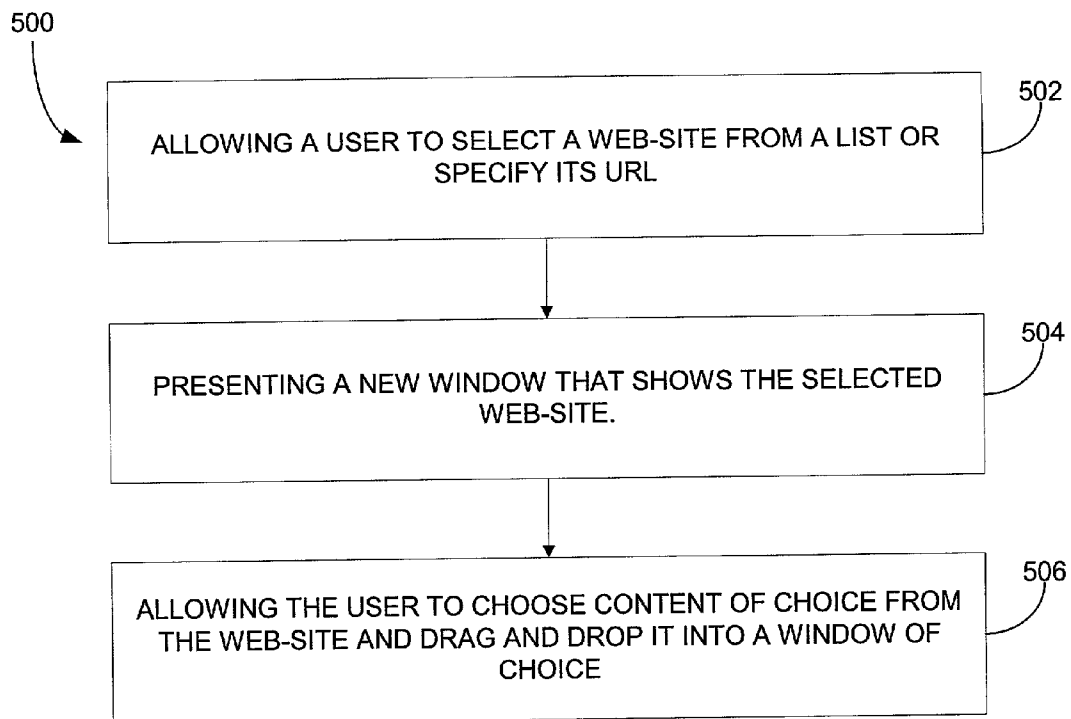 500
502
ALLOWING A USER TO SELECT A WEB-SITE FROM A LIST OR
SPECIFY ITS URL
504
PRESENTING A NEW WINDOW THAT SHOWS THE SELECTED
WEB-SITE.
506
ALLOWING THE USER TO CHOOSE CONTENT OF CHOICE FROM
THE WEB-SITE AND DRAG AND DROP IT INTO A WINDOW OF
CHOICE